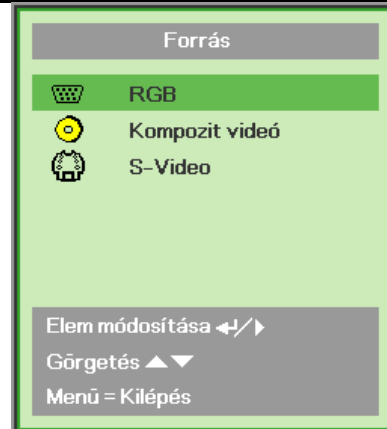 Forrás
RGB
Kompozit videó
S-Video
Elem módosítása
Görgetés
Menü = Kilépés